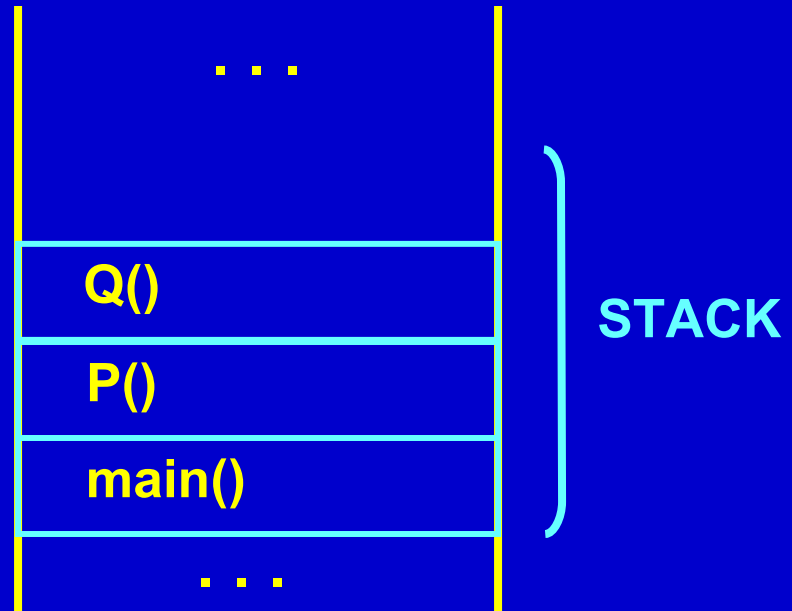 . . .
Q()
STACK
P()
main()
. . .